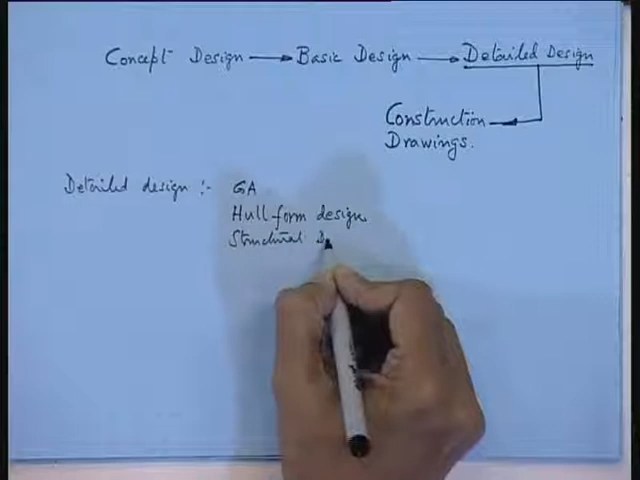 Concept Design → Basic Design → Detailed Design
Construction
Drawings.
Detailed design :- GA
Hull form design
Structural D